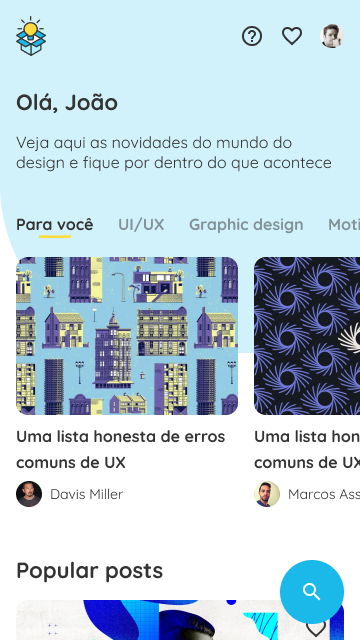 Olá, João
Veja aqui as novidades do mundo do
design e fique por dentro do que acontece
Para você UI/UX Graphic design Moti
Uma lista honesta de erros
comuns de UX
Davis Miller
Uma lista hon
comuns de UX
Marcos Ass
Popular posts